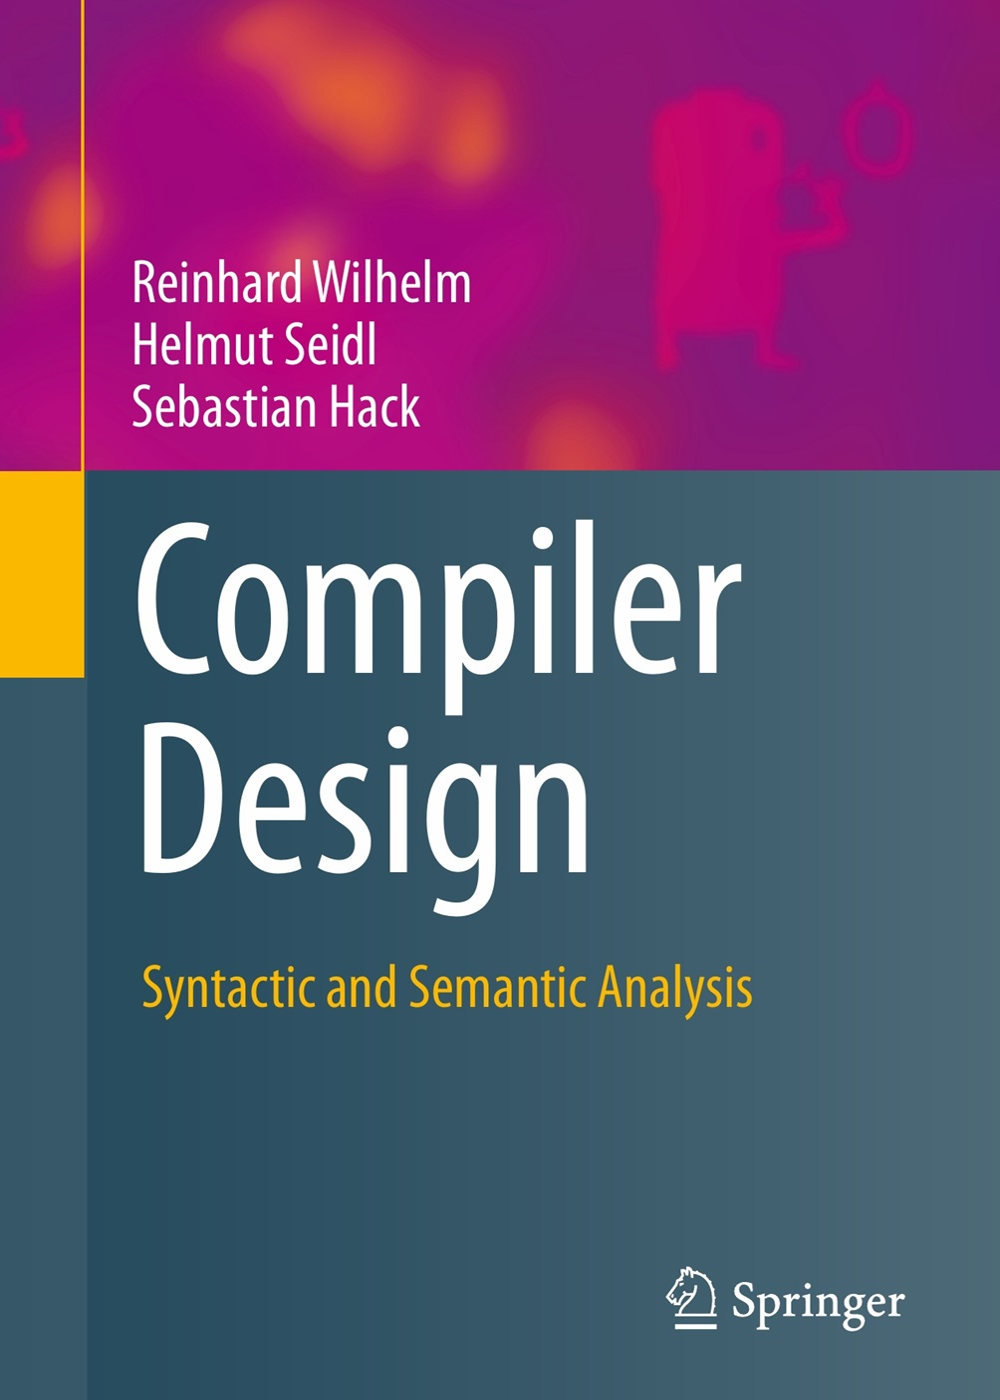 Reinhard Wilhelm
Helmut Seidl
Sebastian Hack
Compiler
Design
Syntactic and Semantic Analysis
Springer